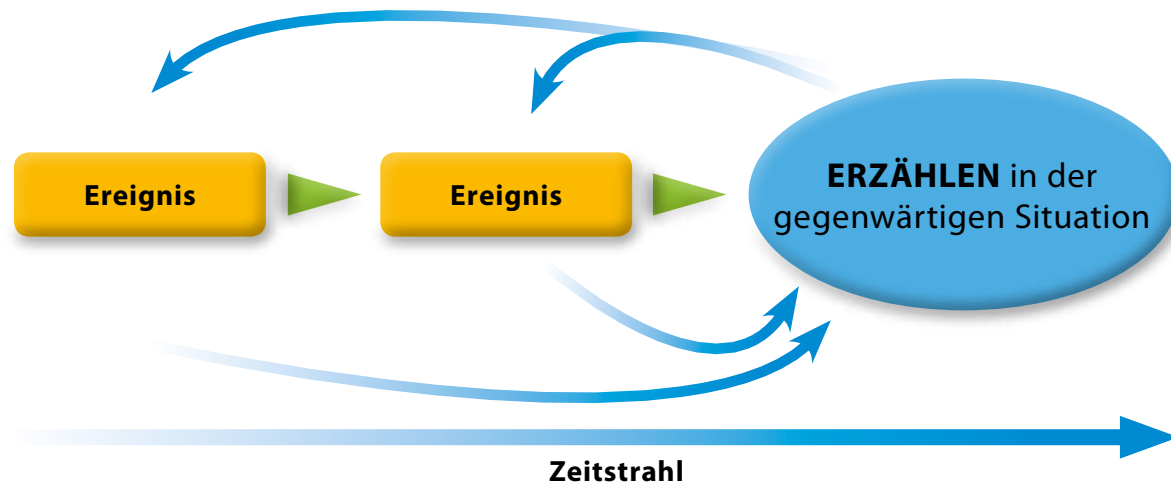 Ereignis
Ereignis
ERZÄHLEN in der
gegenwärtigen Situation
Zeitstrahl